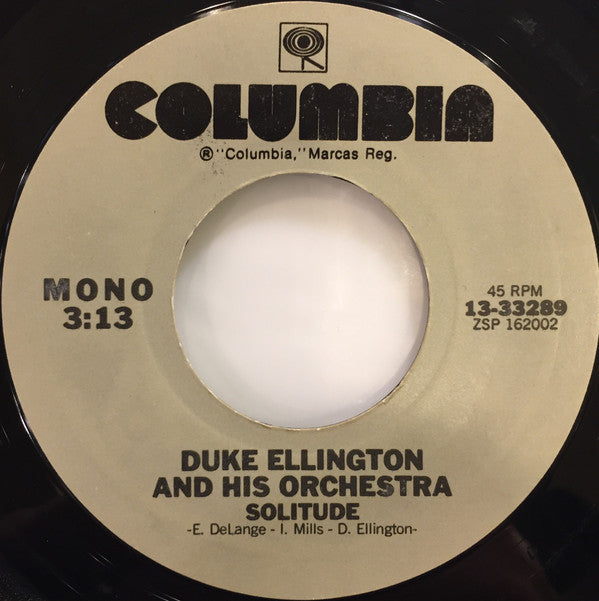 COLUMBIA
®"Columbia," Marcas Reg.
MONO
3:13
45 RPM
13-33289
ZSP 162002
DUKE ELLINGTON
AND HIS ORCHESTRA
SOLITUDE
-E. DeLange - I. Mills - D. Ellington-